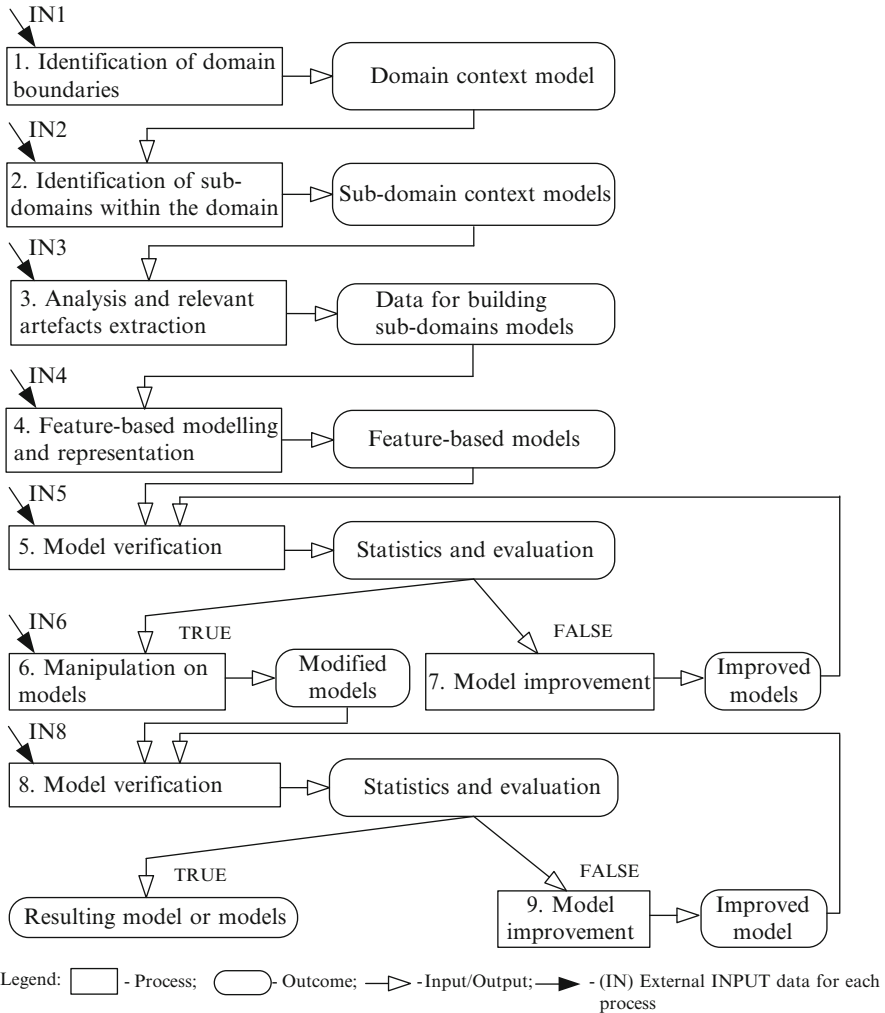 IN1
1. Identification of domain
boundaries
Domain context model
IN2
2. Identification of sub-
domains within the domain
Sub-domain context models
IN3
3. Analysis and relevant
artefacts extraction
Data for building
sub-domains models
IN4
4. Feature-based modelling
and representation
Feature-based models
IN5
5. Model verification
Statistics and evaluation
IN6
TRUE
FALSE
6. Manipulation on
models
Modified
models
7. Model improvement
Improved
models
IN8
8. Model verification
Statistics and evaluation
TRUE
FALSE
Resulting model or models
9. Model
improvement
Improved
model
Legend: - Process; - Outcome; -Input/Output; - (IN) External INPUT data for each
process